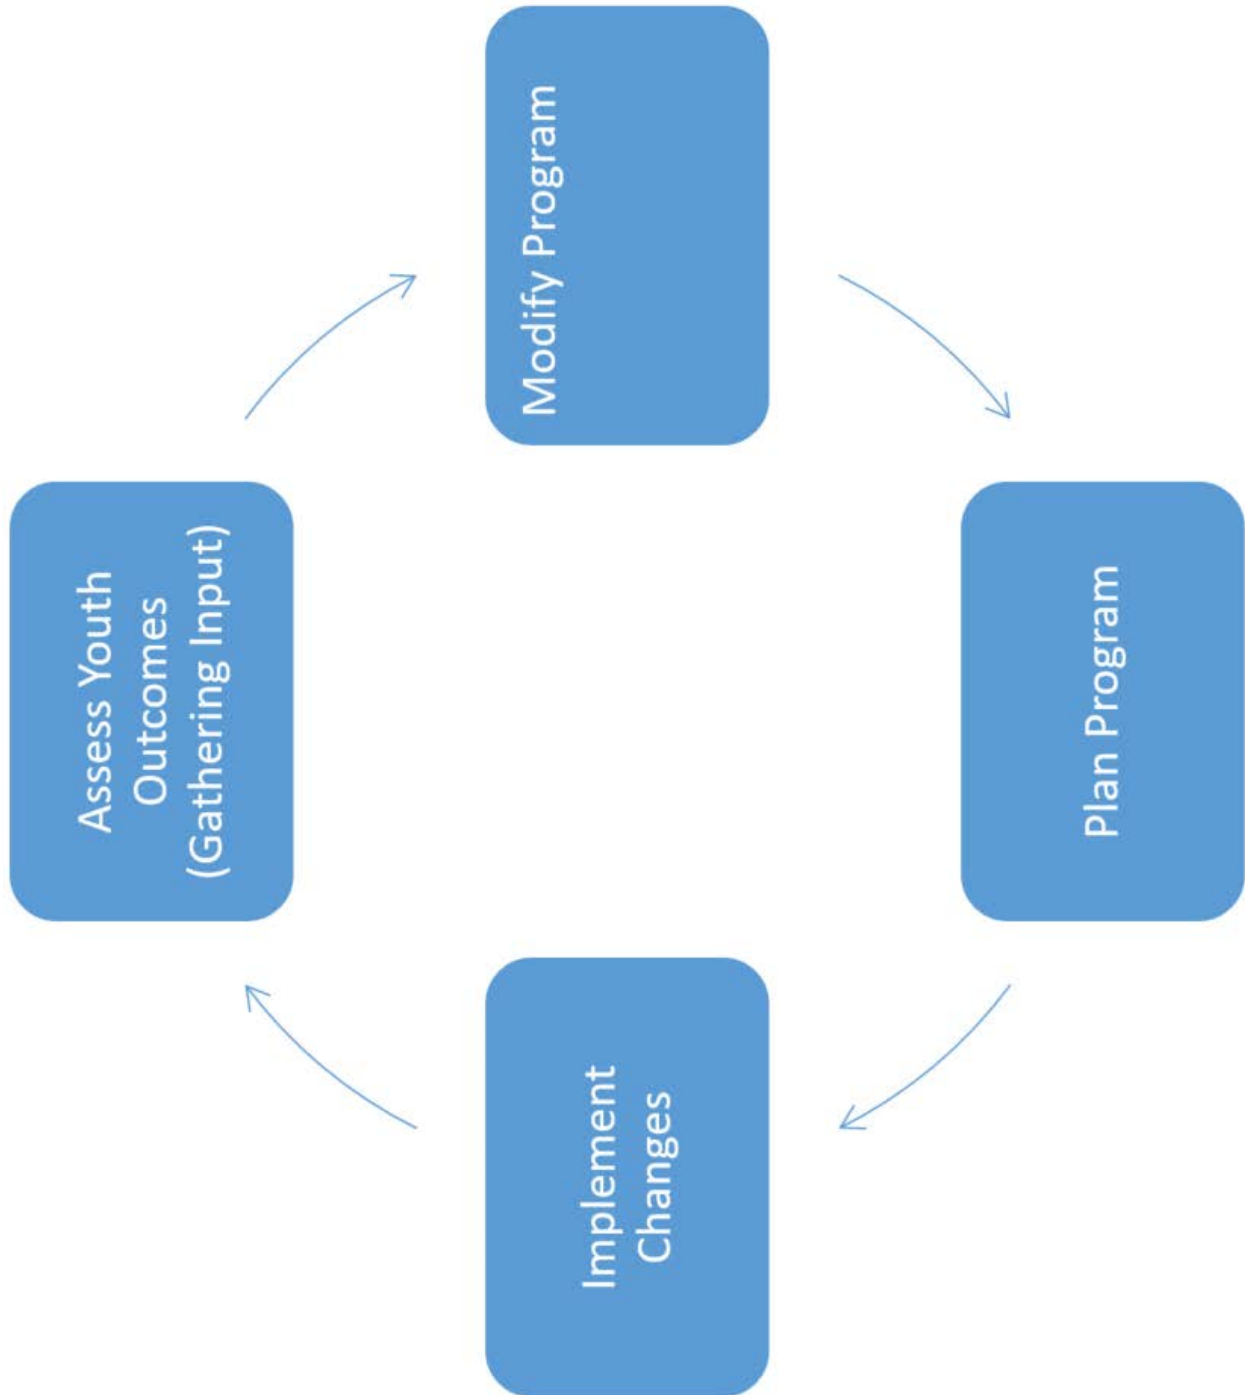 Assess Youth
Outcomes
(Gathering Input)
Modify Program
Plan Program
Implement
Changes